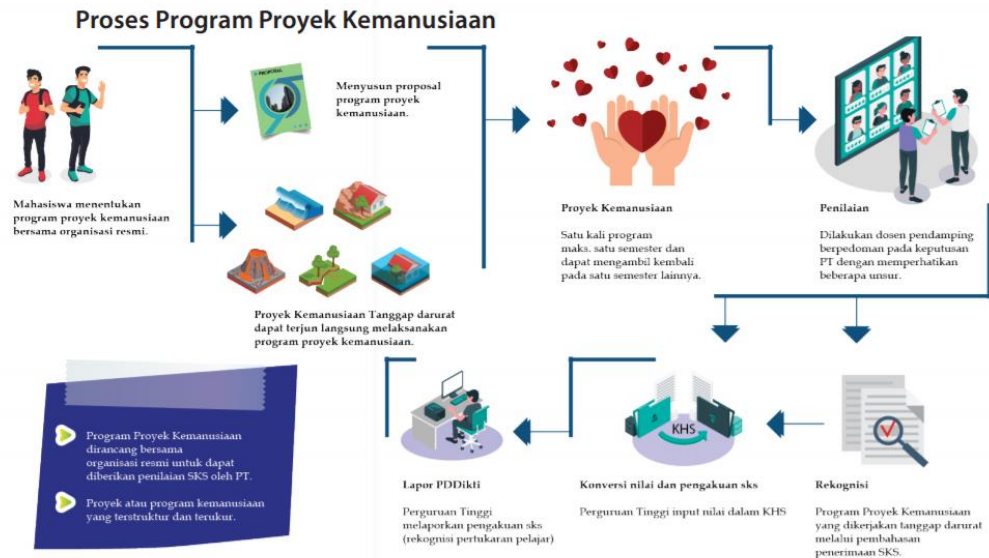 Proses Program Proyek Kemanusiaan
PROPOSAL
Menyusun proposal
program proyek
kemanusiaan.
Mahasiswa menentukan
program proyek kemanusiaan
bersama organisasi resmi.
Proyek Kemanusiaan Tanggap darurat
dapat terjun langsung melaksanakan
program proyek kemanusiaan.
Proyek Kemanusiaan
Satu kali program
maks. satu semester dan
dapat mengambil kembali
pada satu semester lainnya.
Penilaian
Dilakukan dosen pendamping
berpedoman pada keputusan
PT dengan memperhatikan
beberapa unsur.
Rekognisi
Program Proyek Kemanusiaan
yang dikerjakan tanggap darurat
melalui pembahasan
penerimaan SKS.
KHS
Konversi nilai dan pengakuan sks
Perguruan Tinggi input nilai dalam KHS
Lapor PDDikti
Perguruan Tinggi
melaporkan pengakuan sks
(rekognisi pertukaran pelajar)
Program Proyek Kemanusiaan
dirancang bersama
organisasi resmi untuk dapat
diberikan penilaian SKS oleh PT.
Proyek atau program kemanusiaan
yang terstruktur dan terukur.